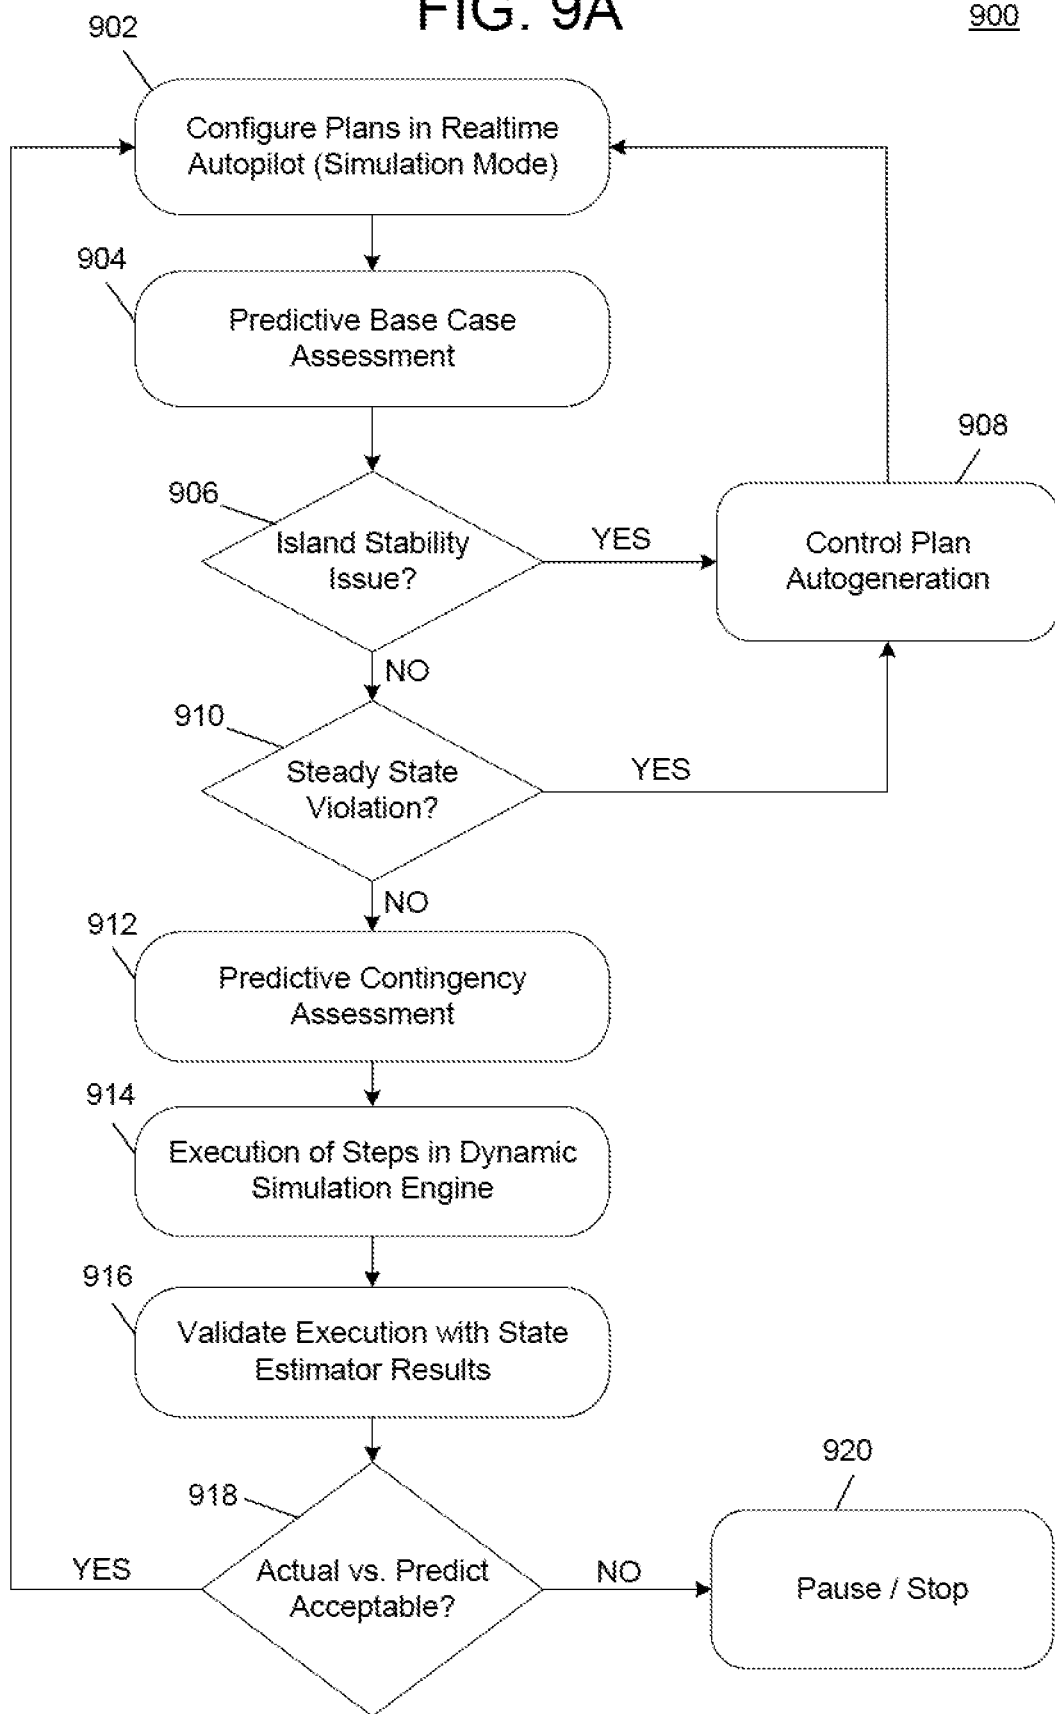 FIG. 9A
900
902
Configure Plans in Realtime
Autopilot (Simulation Mode)
904
Predictive Base Case
Assessment
906
Island Stability
Issue?
YES
908
Control Plan
Autogeneration
NO
910
Steady State
Violation?
YES
NO
912
Predictive Contingency
Assessment
914
Execution of Steps in Dynamic
Simulation Engine
916
Validate Execution with State
Estimator Results
918
Actual vs. Predict
Acceptable?
YES
NO
920
Pause / Stop